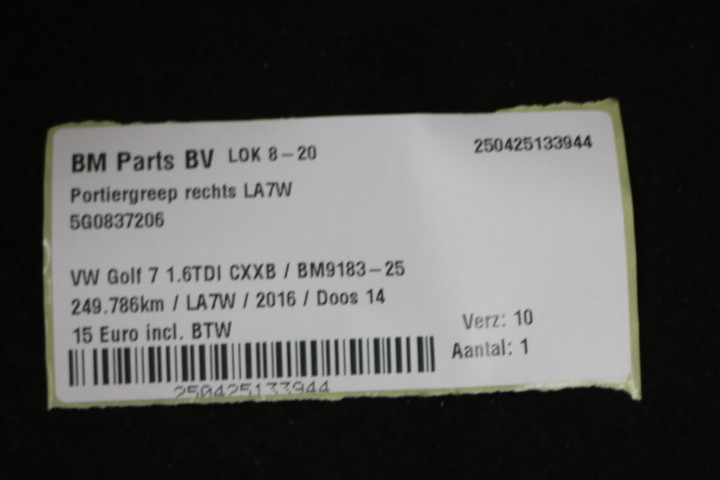 BM Parts BV LOK 8-20 250425133944
Portiergreep rechts LA7W
5G0837206
VW Golf 7 1.6TDI CXXB / BM9183-25
249.786km / LA7W / 2016 / Doos 14
15 Euro incl. BTW Verz: 10
Aantal: 1
250425133944